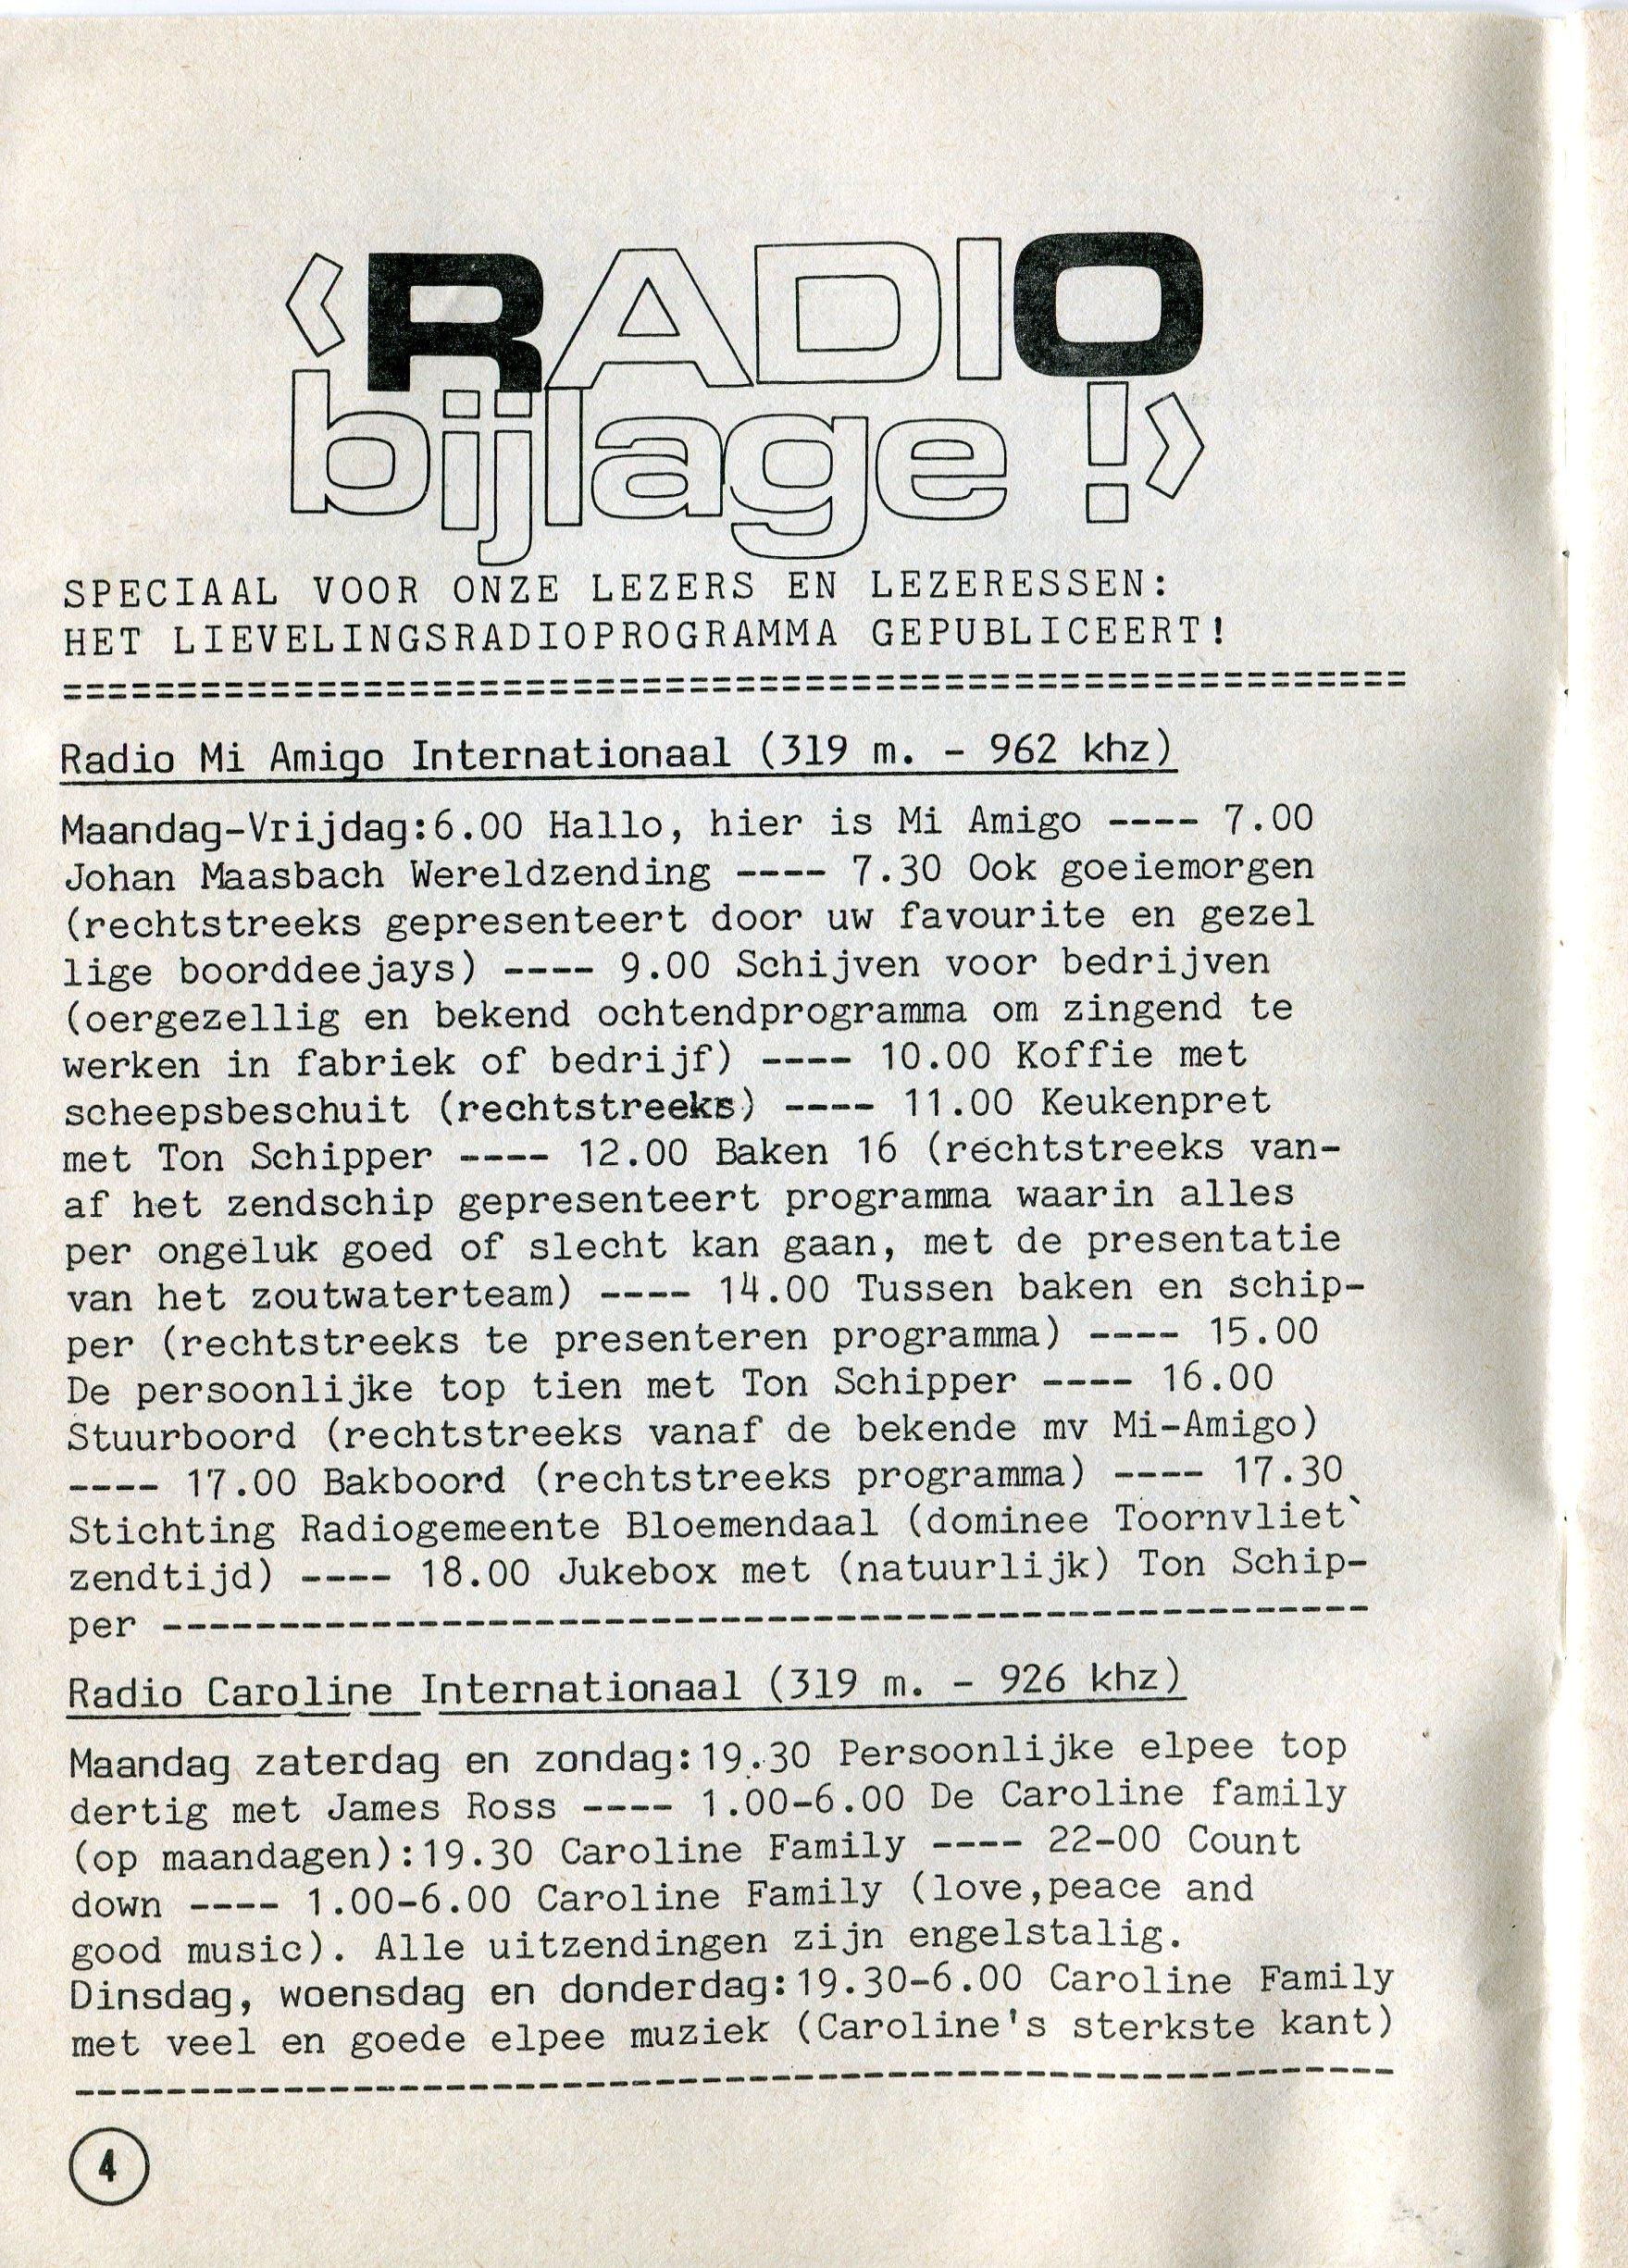 ‹RADIO
bijlage !›
SPECIAAL VOOR ONZE LEZERS EN LEZERESSEN:
HET LIEVELINGSRADIOPROGRAMMA GEPUBLICEERT!
==========================================================
Radio Mi Amigo Internationaal (319 m. - 962 khz)
Maandag-Vrijdag:6.00 Hallo, hier is Mi Amigo ---- 7.00
Johan Maasbach Wereldzending ---- 7.30 Ook goeiemorgen
(rechtstreeks gepresenteert door uw favourite en gezel
lige boorddeejays) ---- 9.00 Schijven voor bedrijven
(oergezellig en bekend ochtendprogramma om zingend te
werken in fabriek of bedrijf) ---- 10.00 Koffie met
scheepsbeschuit (rechtstreeks) ---- 11.00 Keukenpret
met Ton Schipper ---- 12.00 Baken 16 (rechtstreeks van-
af het zendschip gepresenteert programma waarin alles
per ongeluk goed of slecht kan gaan, met de presentatie
van het zoutwaterteam) ---- 14.00 Tussen baken en schip-
per (rechtstreeks te presenteren programma) ---- 15.00
De persoonlijke top tien met Ton Schipper ---- 16.00
Stuurboord (rechtstreeks vanaf de bekende mv Mi-Amigo)
---- 17.00 Bakboord (rechtstreeks programma) ---- 17.30
Stichting Radiogemeente Bloemendaal (dominee Toornvliet`
zendtijd) ---- 18.00 Jukebox met (natuurlijk) Ton Schip-
per ----------------------------------------------------
Radio Caroline Internationaal (319 m. - 926 khz)
Maandag zaterdag en zondag:19.30 Persoonlijke elpee top
dertig met James Ross ---- 1.00-6.00 De Caroline family
(op maandagen):19.30 Caroline Family ---- 22-00 Count
down ---- 1.00-6.00 Caroline Family (love,peace and
good music). Alle uitzendingen zijn engelstalig.
Dinsdag, woensdag en donderdag:19.30-6.00 Caroline Family
met veel en goede elpee muziek (Caroline's sterkste kant)
---------------------------------------------------------
4